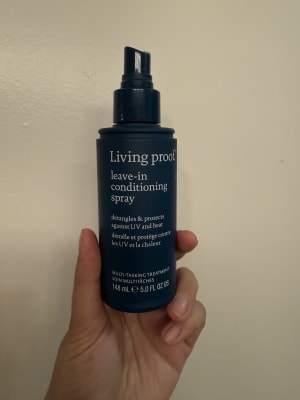 Living proof
leave-in
conditioning
spray
detangles & protects
against UV and heat
démêle et protège contre
les UV et la chaleur
MULTI-TASKING TREATMENT
SOIN MULTITÂCHES
148 mL ℮ 5.0 FL OZ US